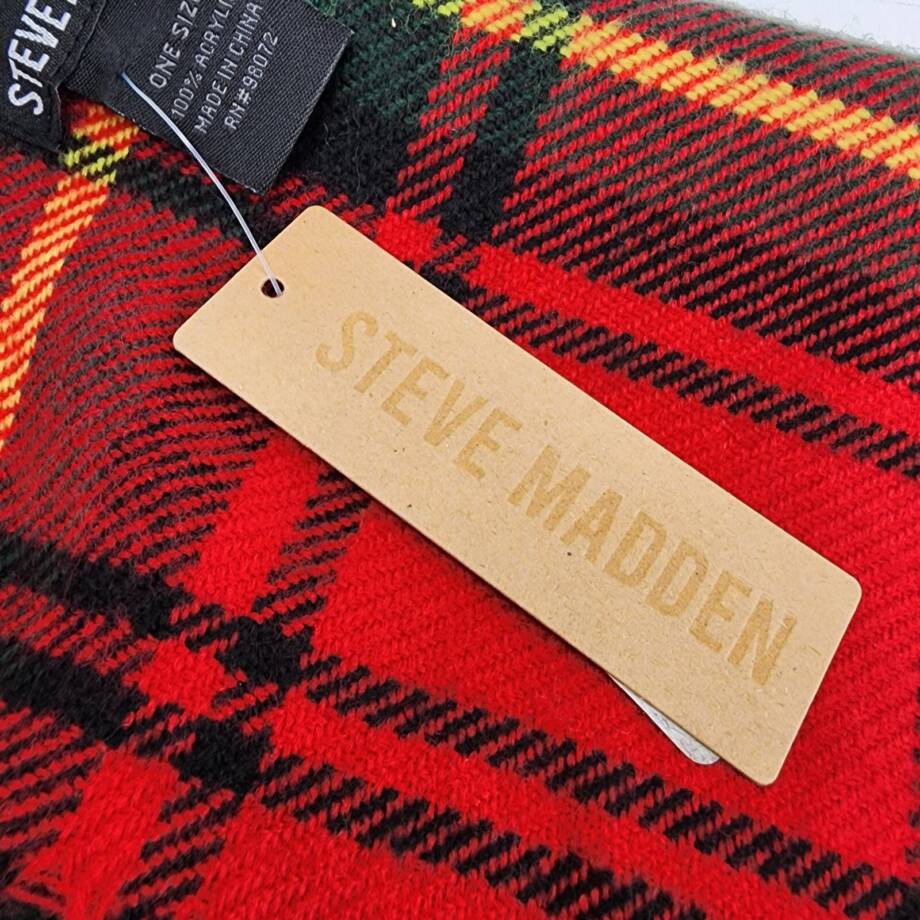 STEVE
ONE SIZE
100% ACRYLIC
MADE IN CHINA
RN#98072
STEVE MADDEN